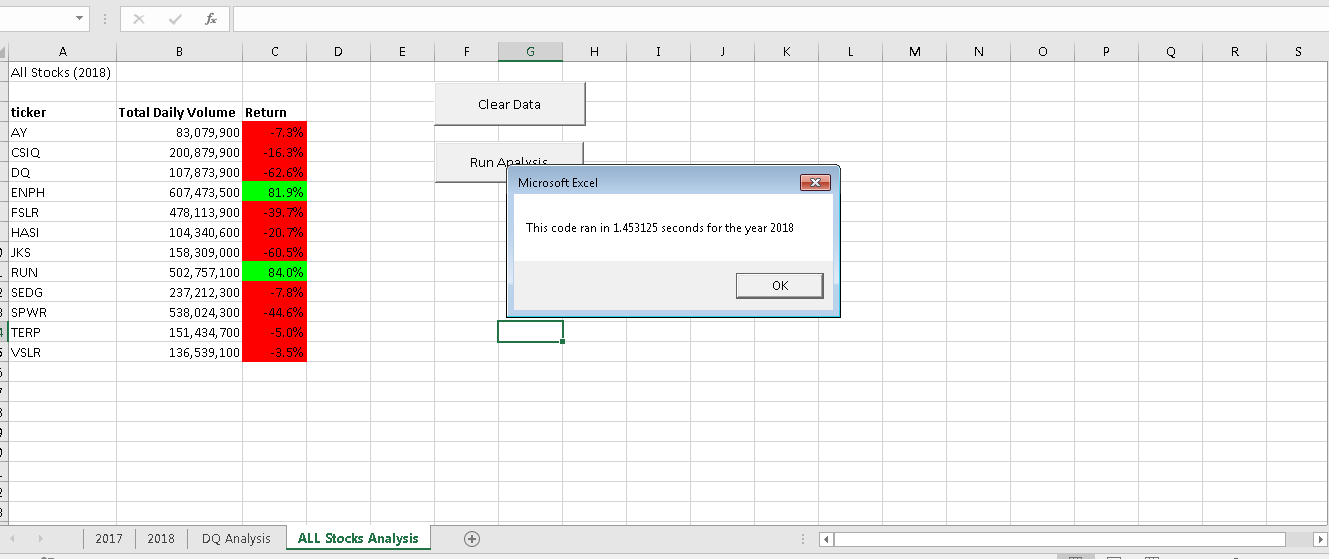 fx
A B C D E F G H I J K L M N O P Q R S
All Stocks (2018)
Clear Data
ticker Total Daily Volume Return
AY 83,079,900 -7.3%
CSIQ 200,879,900 -16.3%
Run Analysis
DQ 107,873,900 -62.6%
Microsoft Excel
ENPH 607,473,500 81.9%
FSLR 478,113,900 -39.7%
This code ran in 1.453125 seconds for the year 2018
HASI 104,340,600 -20.7%
JKS 158,309,000 -60.5%
RUN 502,757,100 84.0%
OK
SEDG 237,212,300 -7.8%
SPWR 538,024,300 -44.6%
TERP 151,434,700 -5.0%
VSLR 136,539,100 -3.5%
2017 2018 DQ Analysis ALL Stocks Analysis